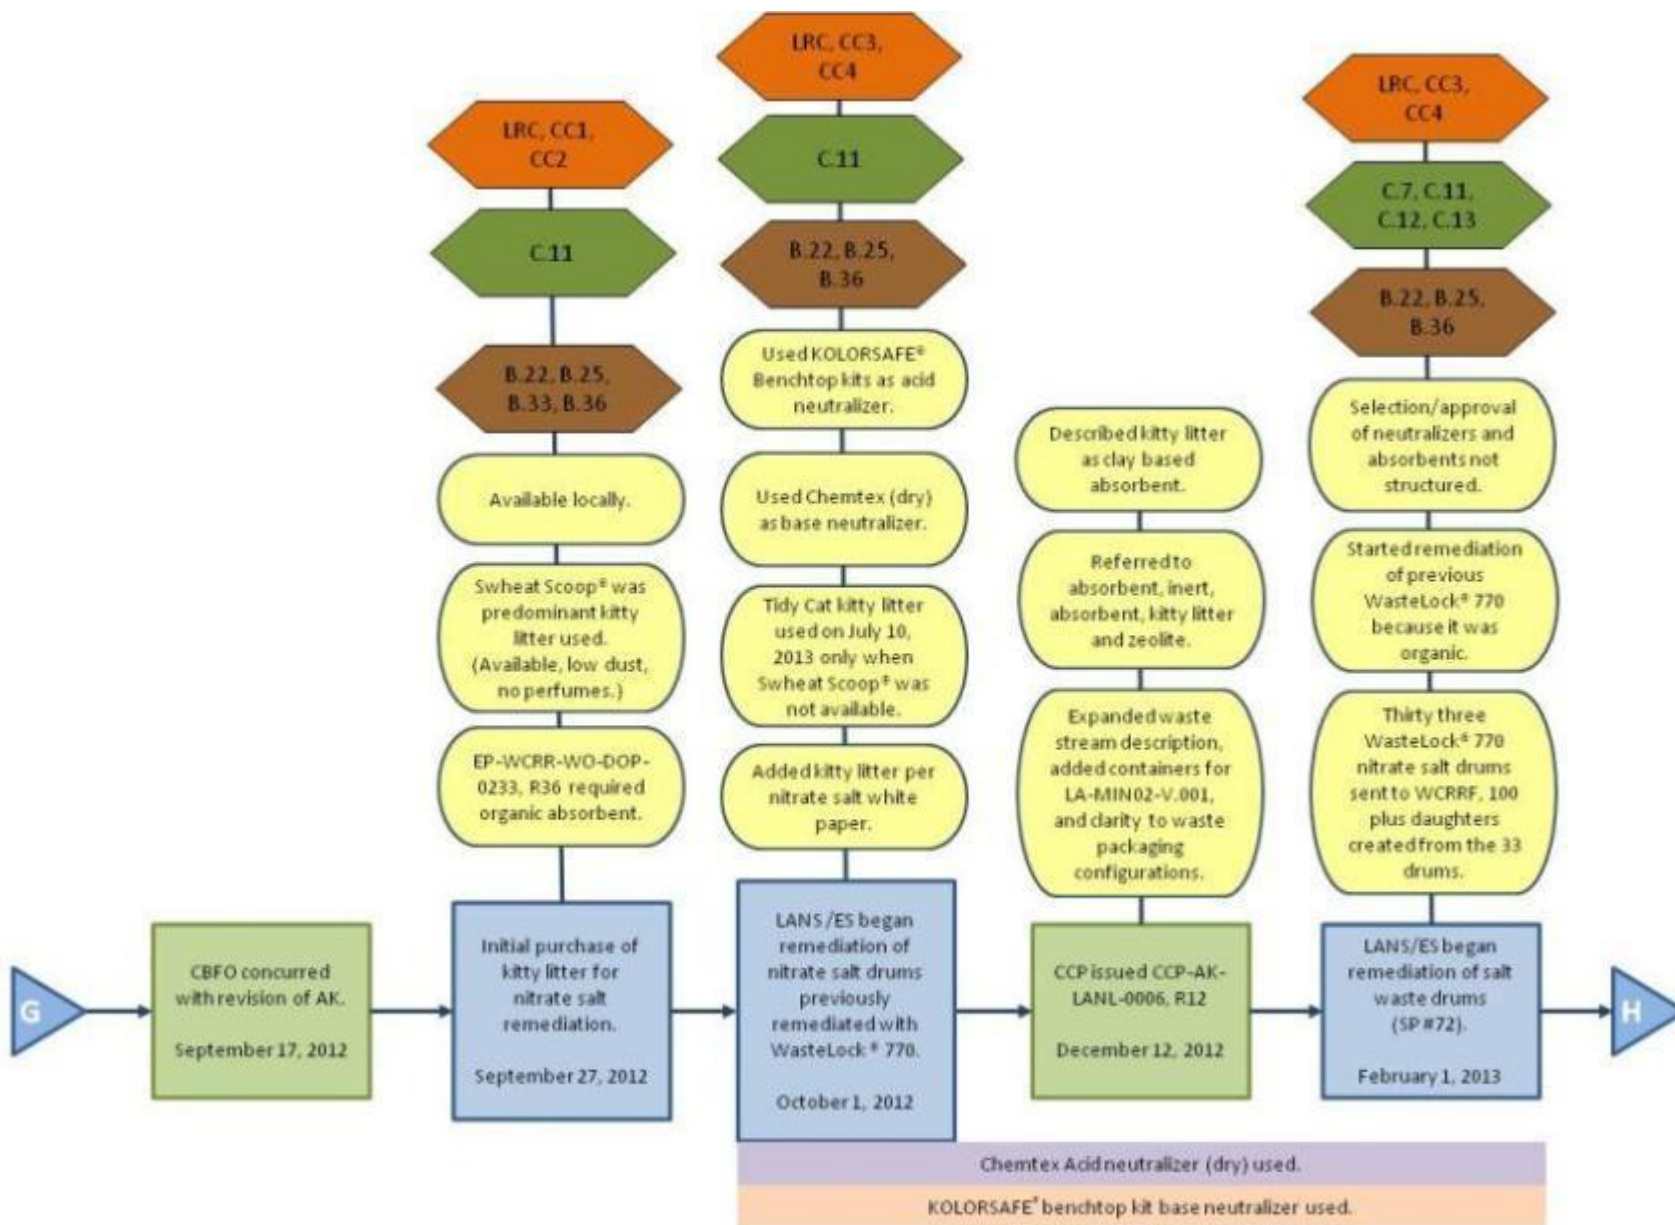 G
CBFO concurred
with revision of AK.
September 17, 2012
LRC, CC1,
CC2
C.11
B.22, B.25,
B.33, B.36
Available locally.
Swheat Scoop® was
predominant kitty
litter used.
(Available, low dust,
no perfumes.)
EP-WCRR-WO-DOP-
0233, R36 required
organic absorbent.
Initial purchase of
kitty litter for
nitrate salt
remediation.
September 27, 2012
LRC, CC3,
CC4
C.11
B.22, B.25,
B.36
Used KOLORSAFE®
Benchtop kits as acid
neutralizer.
Used Chemtex (dry)
as base neutralizer.
Tidy Cat kitty litter
used on July 10,
2013 only when
Swheat Scoop® was
not available.
Added kitty litter per
nitrate salt white
paper.
LANS /ES began
remediation of
nitrate salt drums
previously
remediated with
WasteLock ® 770.
October 1, 2012
Described kitty litter
as clay based
absorbent.
Referred to
absorbent, inert,
absorbent, kitty litter
and zeolite.
Expanded waste
stream description,
added containers for
LA-MIN02-V.001,
and clarity to waste
packaging
configurations.
CCP issued CCP-AK-
LANL-0006, R12
December 12, 2012
LRC, CC3,
CC4
C.7, C.11,
C.12, C.13
B.22, B.25,
B.36
Selection/approval
of neutralizers and
absorbents not
structured.
Started remediation
of previous
WasteLock® 770
because it was
organic.
Thirty three
WasteLock® 770
nitrate salt drums
sent to WCRRF, 100
plus daughters
created from the 33
drums.
LANS/ES began
remediation of salt
waste drums
(SP #72).
February 1, 2013
H
Chemtex Acid neutralizer (dry) used.
KOLORSAFE® benchtop kit base neutralizer used.